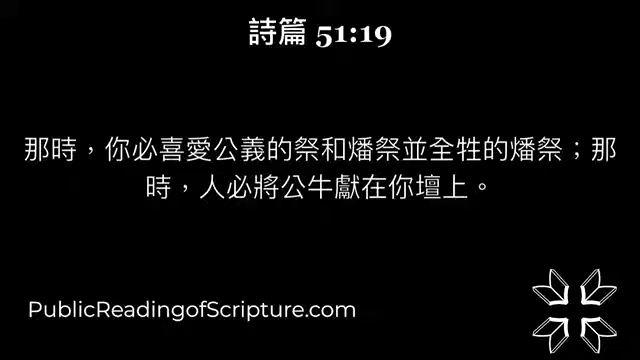 詩篇 51:19
那時，你必喜愛公義的祭和燔祭並全牲的燔祭；那
時，人必將公牛獻在你壇上。
PublicReadingofScripture.com